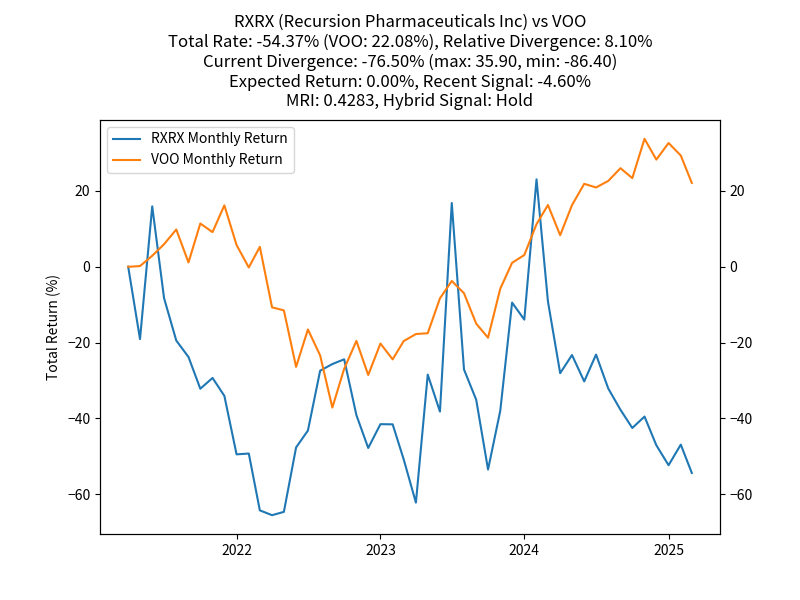 RXRX (Recursion Pharmaceuticals Inc) vs VOO
Total Rate: -54.37% (VOO: 22.08%), Relative Divergence: 8.10%
Current Divergence: -76.50% (max: 35.90, min: -86.40)
Expected Return: 0.00%, Recent Signal: -4.60%
MRI: 0.4283, Hybrid Signal: Hold
RXRX Monthly Return
VOO Monthly Return
20 20
0 0
−20 −20
−40 −40
−60 −60
Total Return (%)
2022 2023 2024 2025